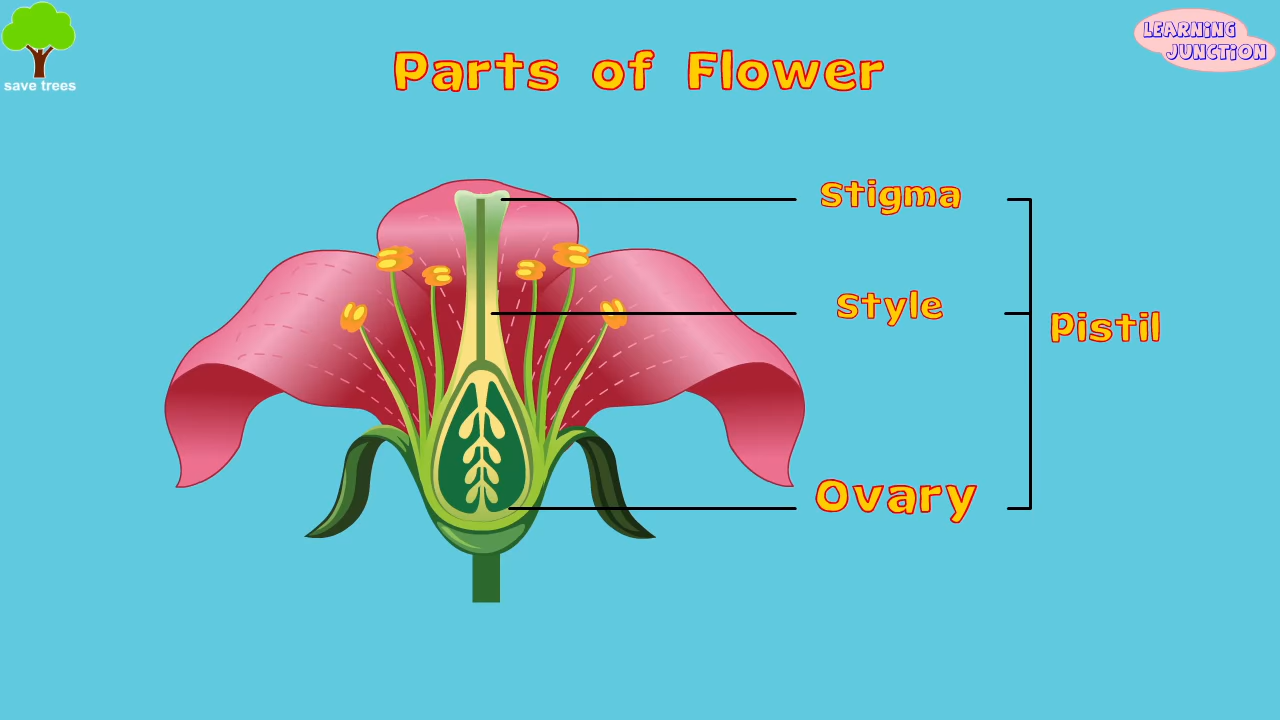 save trees
LEARNiNG
JUNCTiON
Parts of Flower
Stigma
Style
Pistil
Ovary